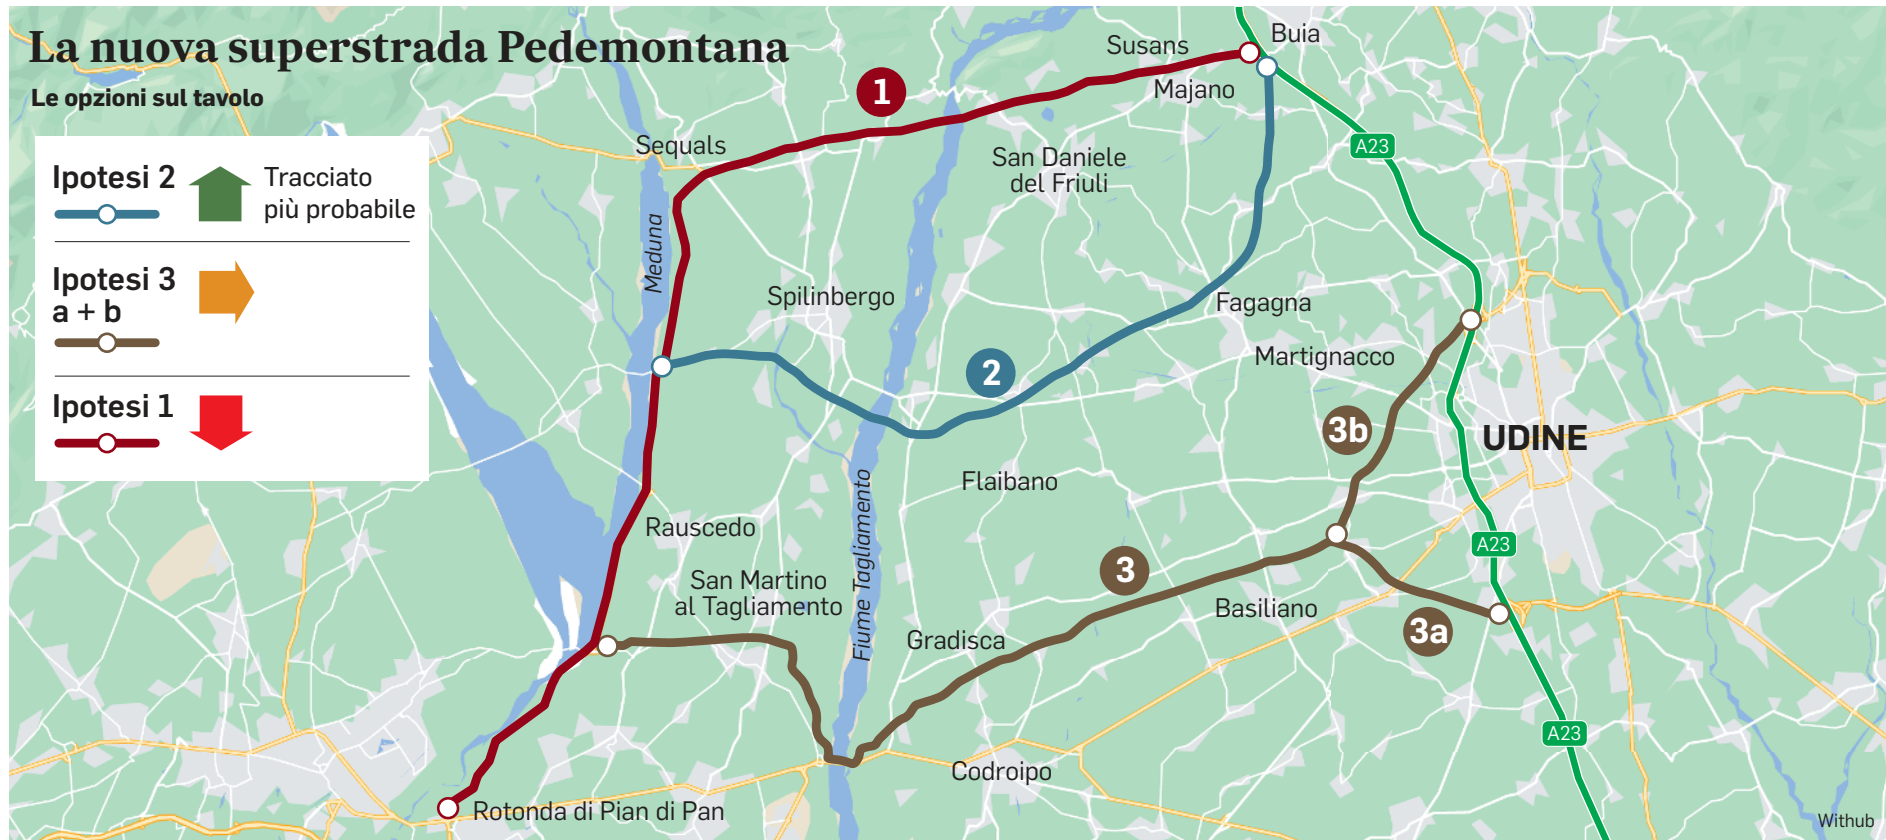 La nuova superstrada Pedemontana
Le opzioni sul tavolo
Ipotesi 2
Tracciato
più probabile
Ipotesi 3
a + b
Ipotesi 1
1
Susans
Buia
Majano
A23
Sequals
San Daniele
del Friuli
Meduna
Spilinbergo
Fagagna
2
Martignacco
3b
UDINE
Flaibano
Fiume Tagliamento
Rauscedo
A23
San Martino
al Tagliamento
3
Basiliano
3a
Gradisca
A23
Codroipo
Rotonda di Pian di Pan
Withub